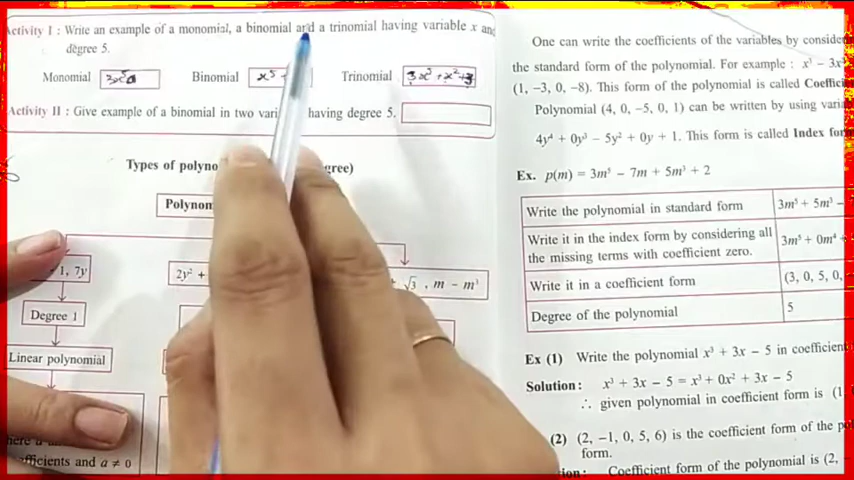 Activity I : Write an example of a monomial, a binomial and a trinomial having variable x and
degree 5.
Monomial Binomial x⁵ + Trinomial
Activity II : Give example of a binomial in two vari having degree 5.
Types of polyno gree)
Polynom
+ 1, 7y 2y² + √3 , m − m³
Degree 1
Linear polynomial
efficients and a ≠ 0
One can write the coefficients of the variables by consider
the standard form of the polynomial. For example : x³ − 3x²
(1, −3, 0, −8). This form of the polynomial is called Coeffici
Polynomial (4, 0, −5, 0, 1) can be written by using varia
4y⁴ + 0y³ − 5y² + 0y + 1. This form is called Index form
Ex. p(m) = 3m⁵ − 7m + 5m³ + 2
Write the polynomial in standard form 3m⁵ + 5m³ −
Write it in the index form by considering all
the missing terms with coefficient zero. 3m⁵ + 0m⁴ +
Write it in a coefficient form (3, 0, 5, 0,
Degree of the polynomial 5
Ex (1) Write the polynomial x³ + 3x − 5 in coefficient
Solution : x³ + 3x − 5 = x³ + 0x² + 3x − 5
∴ given polynomial in coefficient form is (1,
(2) (2, −1, 0, 5, 6) is the coefficient form of the pol
form.
ion : Coefficient form of the polynomial is (2, −